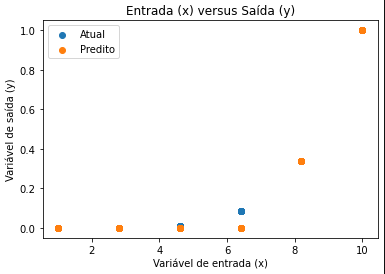 Entrada (x) versus Saída (y)
Atual
Predito
Variável de saída (y)
1.0
0.8
0.6
0.4
0.2
0.0
2
4
6
8
10
Variável de entrada (x)